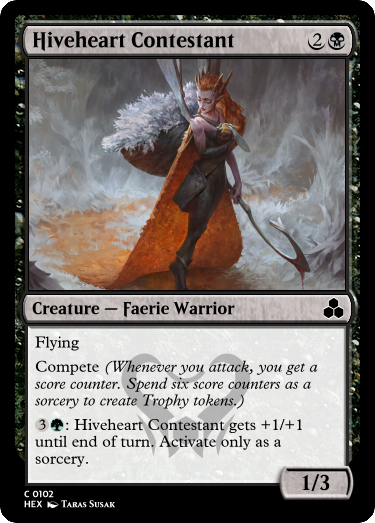 Hiveheart Contestant 2
Creature — Faerie Warrior
Flying
Compete (Whenever you attack, you get a
score counter. Spend six score counters as a
sorcery to create Trophy tokens.)
3 : Hiveheart Contestant gets +1/+1
until end of turn. Activate only as a
sorcery.
1/3
C 0102
HEX Taras Susak